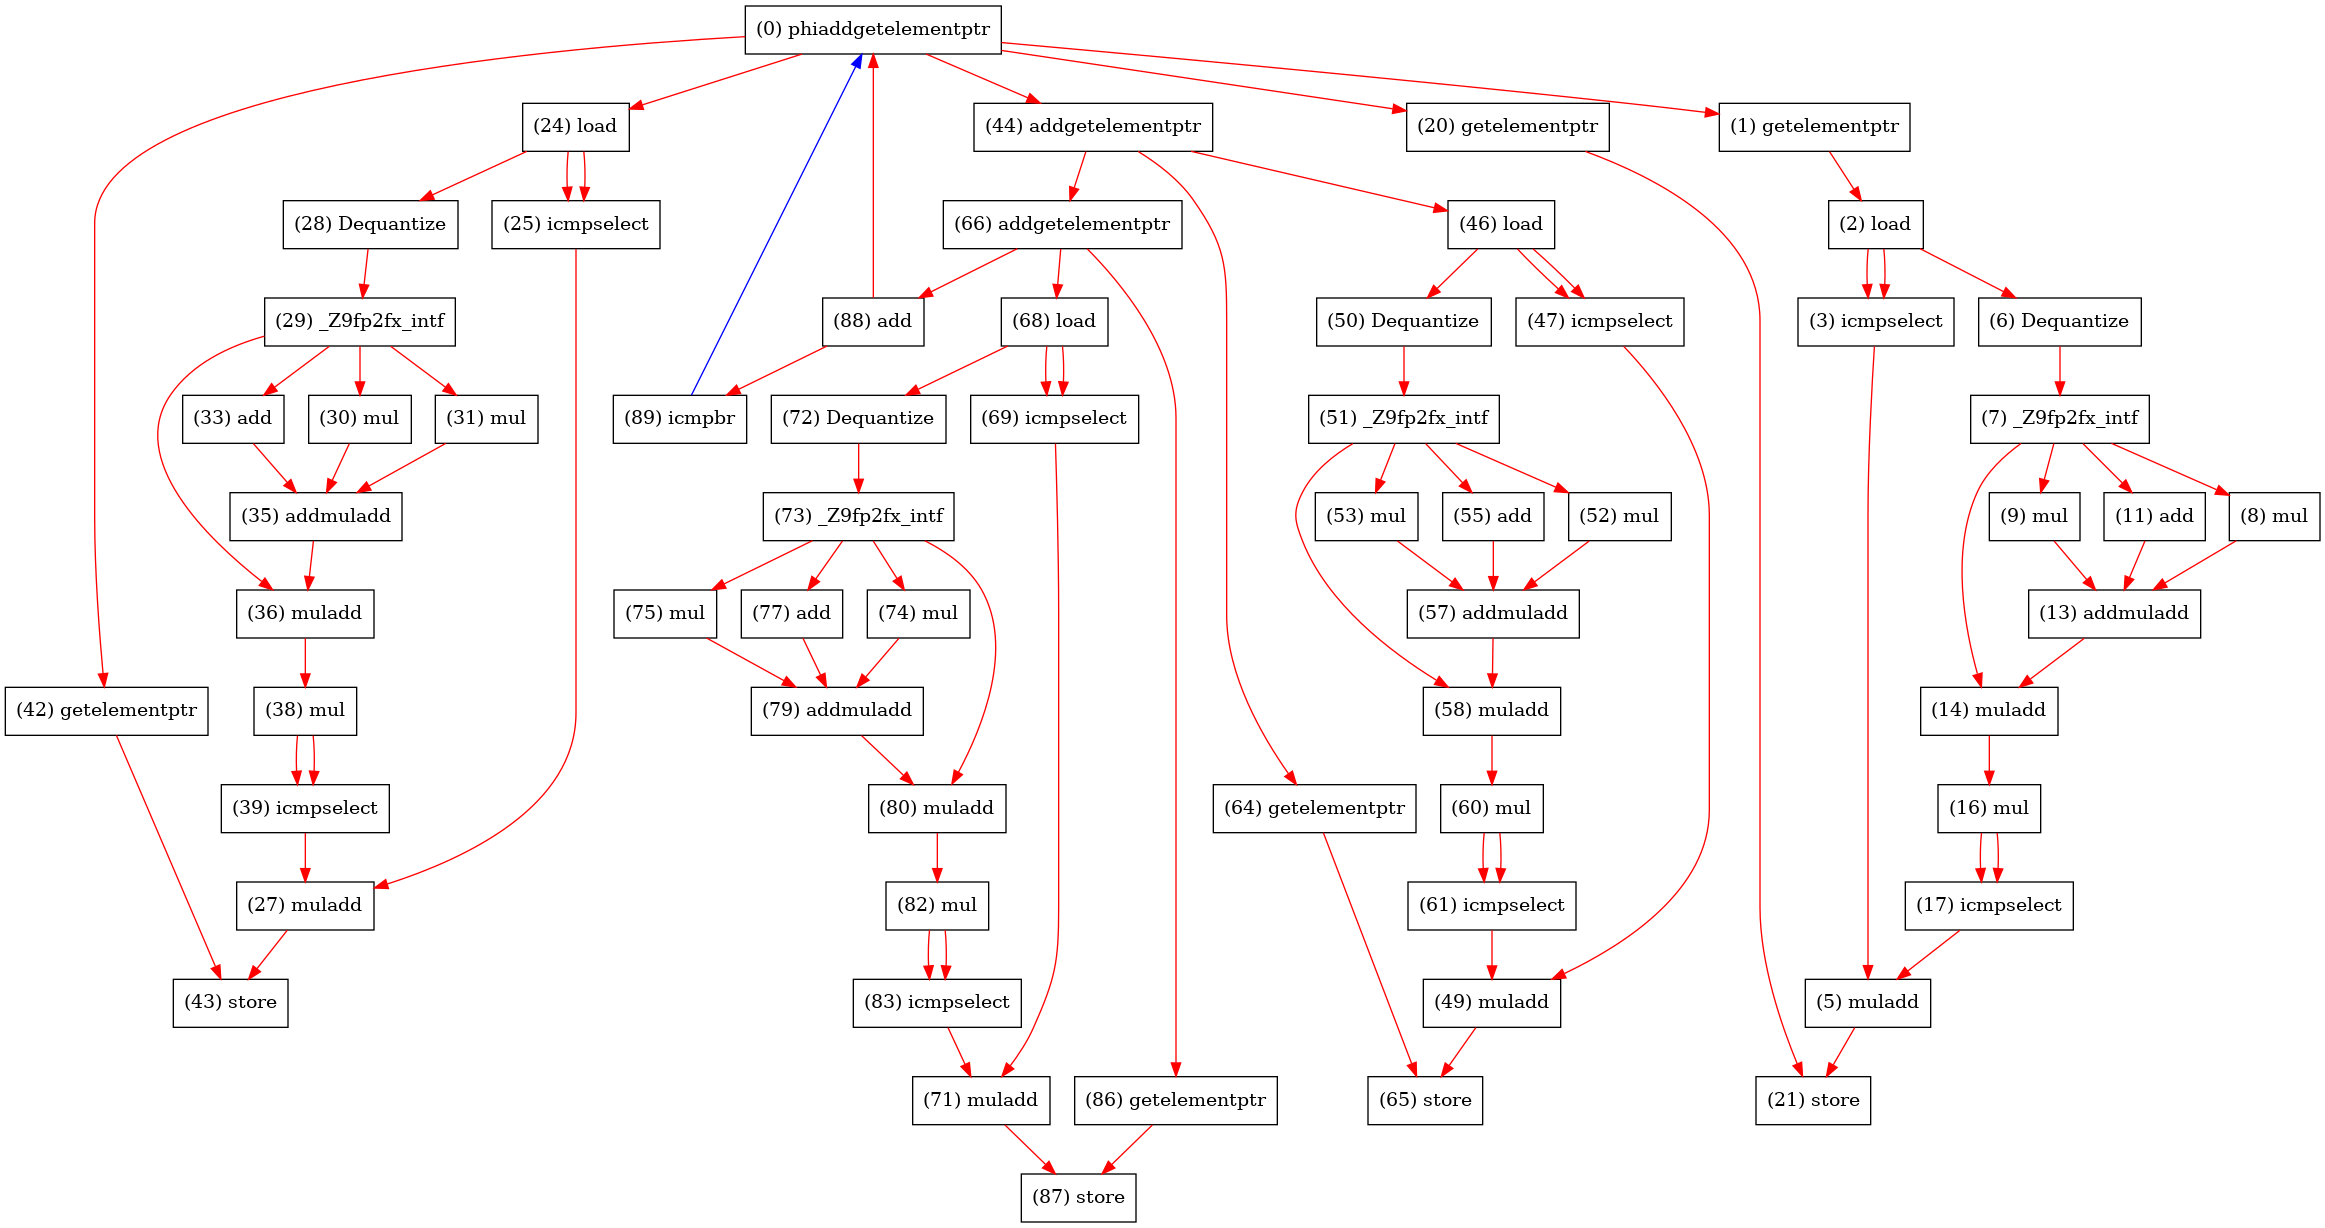 (0) phiaddgetelementptr
(24) load
(44) addgetelementptr
(20) getelementptr
(1) getelementptr
(28) Dequantize
(25) icmpselect
(66) addgetelementptr
(46) load
(2) load
(29) _Z9fp2fx_intf
(88) add
(68) load
(50) Dequantize
(47) icmpselect
(3) icmpselect
(6) Dequantize
(33) add
(30) mul
(31) mul
(89) icmpbr
(72) Dequantize
(69) icmpselect
(51) _Z9fp2fx_intf
(7) _Z9fp2fx_intf
(35) addmuladd
(73) _Z9fp2fx_intf
(53) mul
(55) add
(52) mul
(9) mul
(11) add
(8) mul
(36) muladd
(75) mul
(77) add
(74) mul
(57) addmuladd
(13) addmuladd
(42) getelementptr
(38) mul
(79) addmuladd
(58) muladd
(14) muladd
(39) icmpselect
(80) muladd
(64) getelementptr
(60) mul
(16) mul
(27) muladd
(82) mul
(61) icmpselect
(17) icmpselect
(43) store
(83) icmpselect
(49) muladd
(5) muladd
(71) muladd
(86) getelementptr
(65) store
(21) store
(87) store